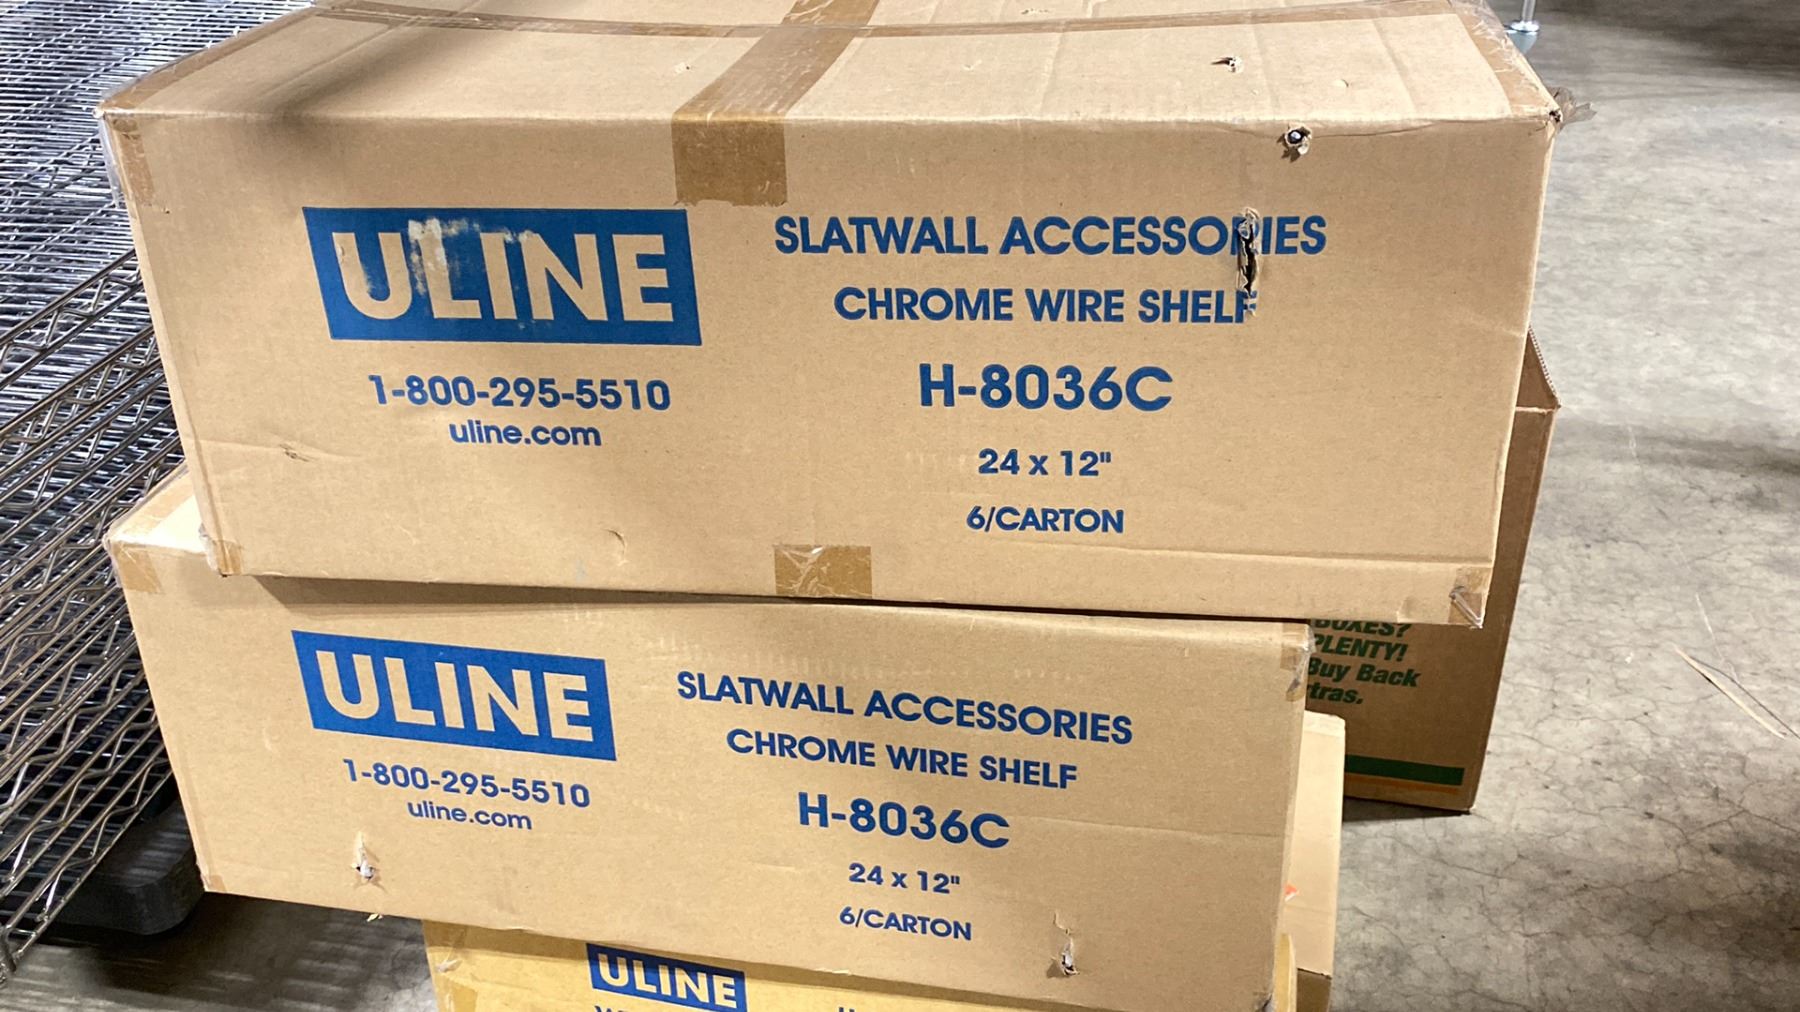 ULINE
1-800-295-5510
uline.com
SLATWALL ACCESSORIES
CHROME WIRE SHELF
H-8036C
24 x 12"
6/CARTON
ULINE
1-800-295-5510
uline.com
SLATWALL ACCESSORIES
CHROME WIRE SHELF
H-8036C
24 x 12"
6/CARTON
BOXES?
PLENTY!
Buy Back
ULINE